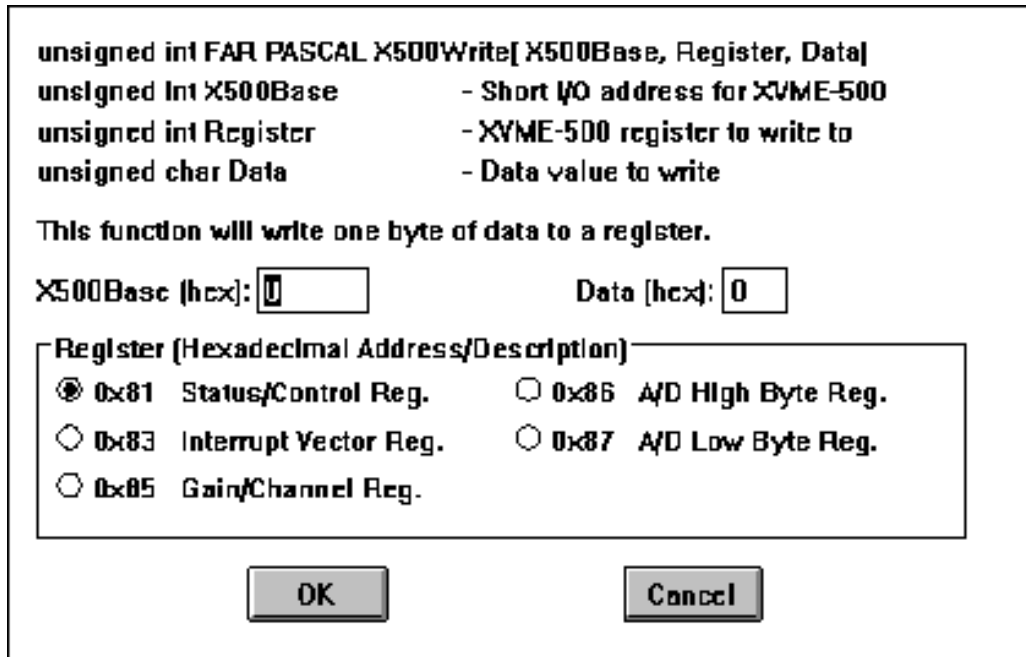 unsigned int FAR PASCAL X500Write( X500Base, Register, Data)
unsigned int X500Base - Short I/O address for XVME-500
unsigned int Register - XVME-500 register to write to
unsigned char Data - Data value to write
This function will write one byte of data to a register.
X500Base (hex): 0 Data (hex): 0
Register (Hexadecimal Address/Description)
0x81 Status/Control Reg. 0x86 A/D High Byte Reg.
0x83 Interrupt Vector Reg. 0x87 A/D Low Byte Reg.
0x85 Gain/Channel Reg.
OK Cancel